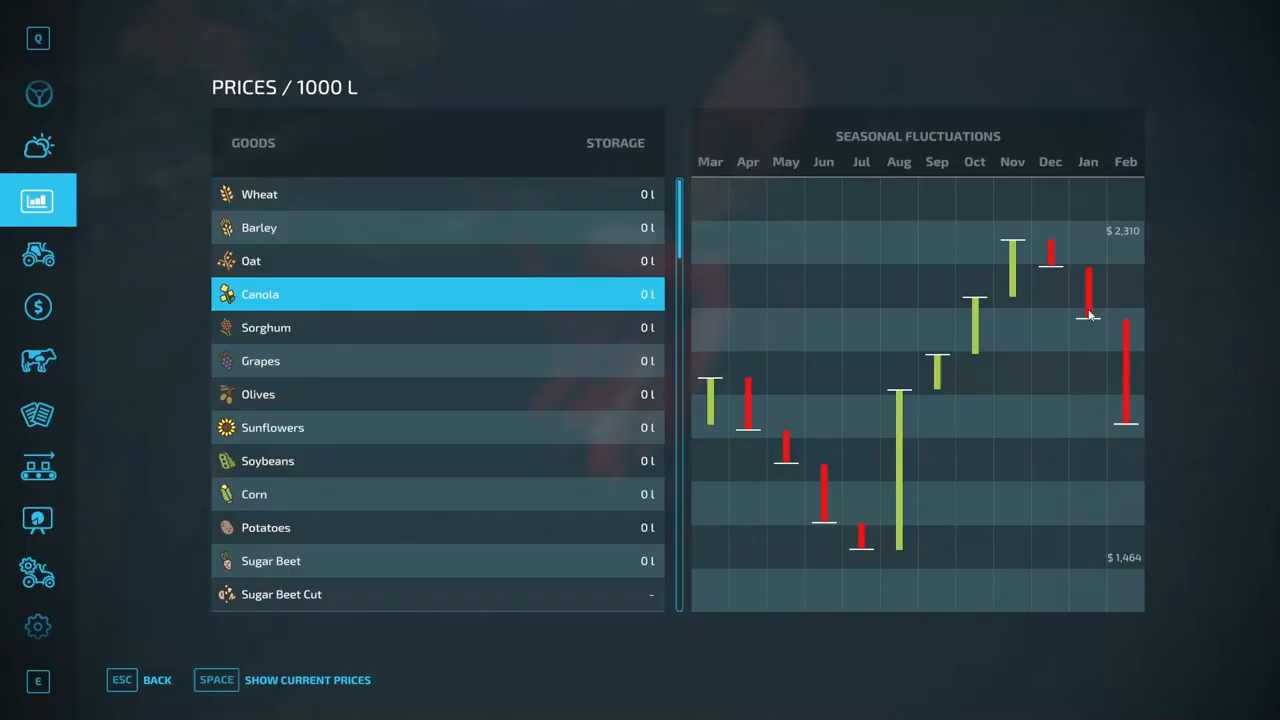 Q
PRICES / 1000 L
GOODS STORAGE
SEASONAL FLUCTUATIONS
Mar Apr May Jun Jul Aug Sep Oct Nov Dec Jan Feb
Wheat 0 l
Barley 0 l
$ 2,310
Oat 0 l
Canola 0 l
Sorghum 0 l
Grapes 0 l
Olives 0 l
Sunflowers 0 l
Soybeans 0 l
Corn 0 l
Potatoes 0 l
Sugar Beet 0 l
$ 1,464
Sugar Beet Cut -
E
ESC BACK SPACE SHOW CURRENT PRICES